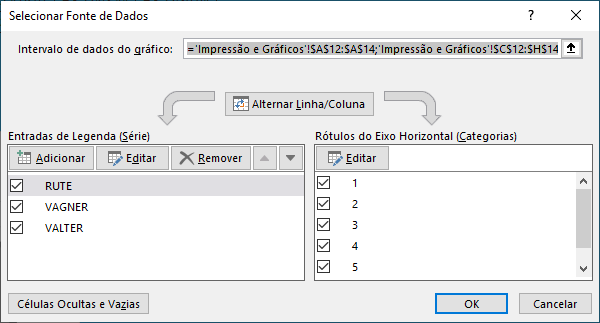 Selecionar Fonte de Dados
? ×
Intervalo de dados do gráfico: ='Impressão e Gráficos'!$A$12:$A$14;'Impressão e Gráficos'!$C$12:$H$14
Alternar Linha/Coluna
Entradas de Legenda (Série)
Adicionar Editar Remover
RUTE
VAGNER
VALTER
Rótulos do Eixo Horizontal (Categorias)
Editar
1
2
3
4
5
Células Ocultas e Vazias
OK
Cancelar